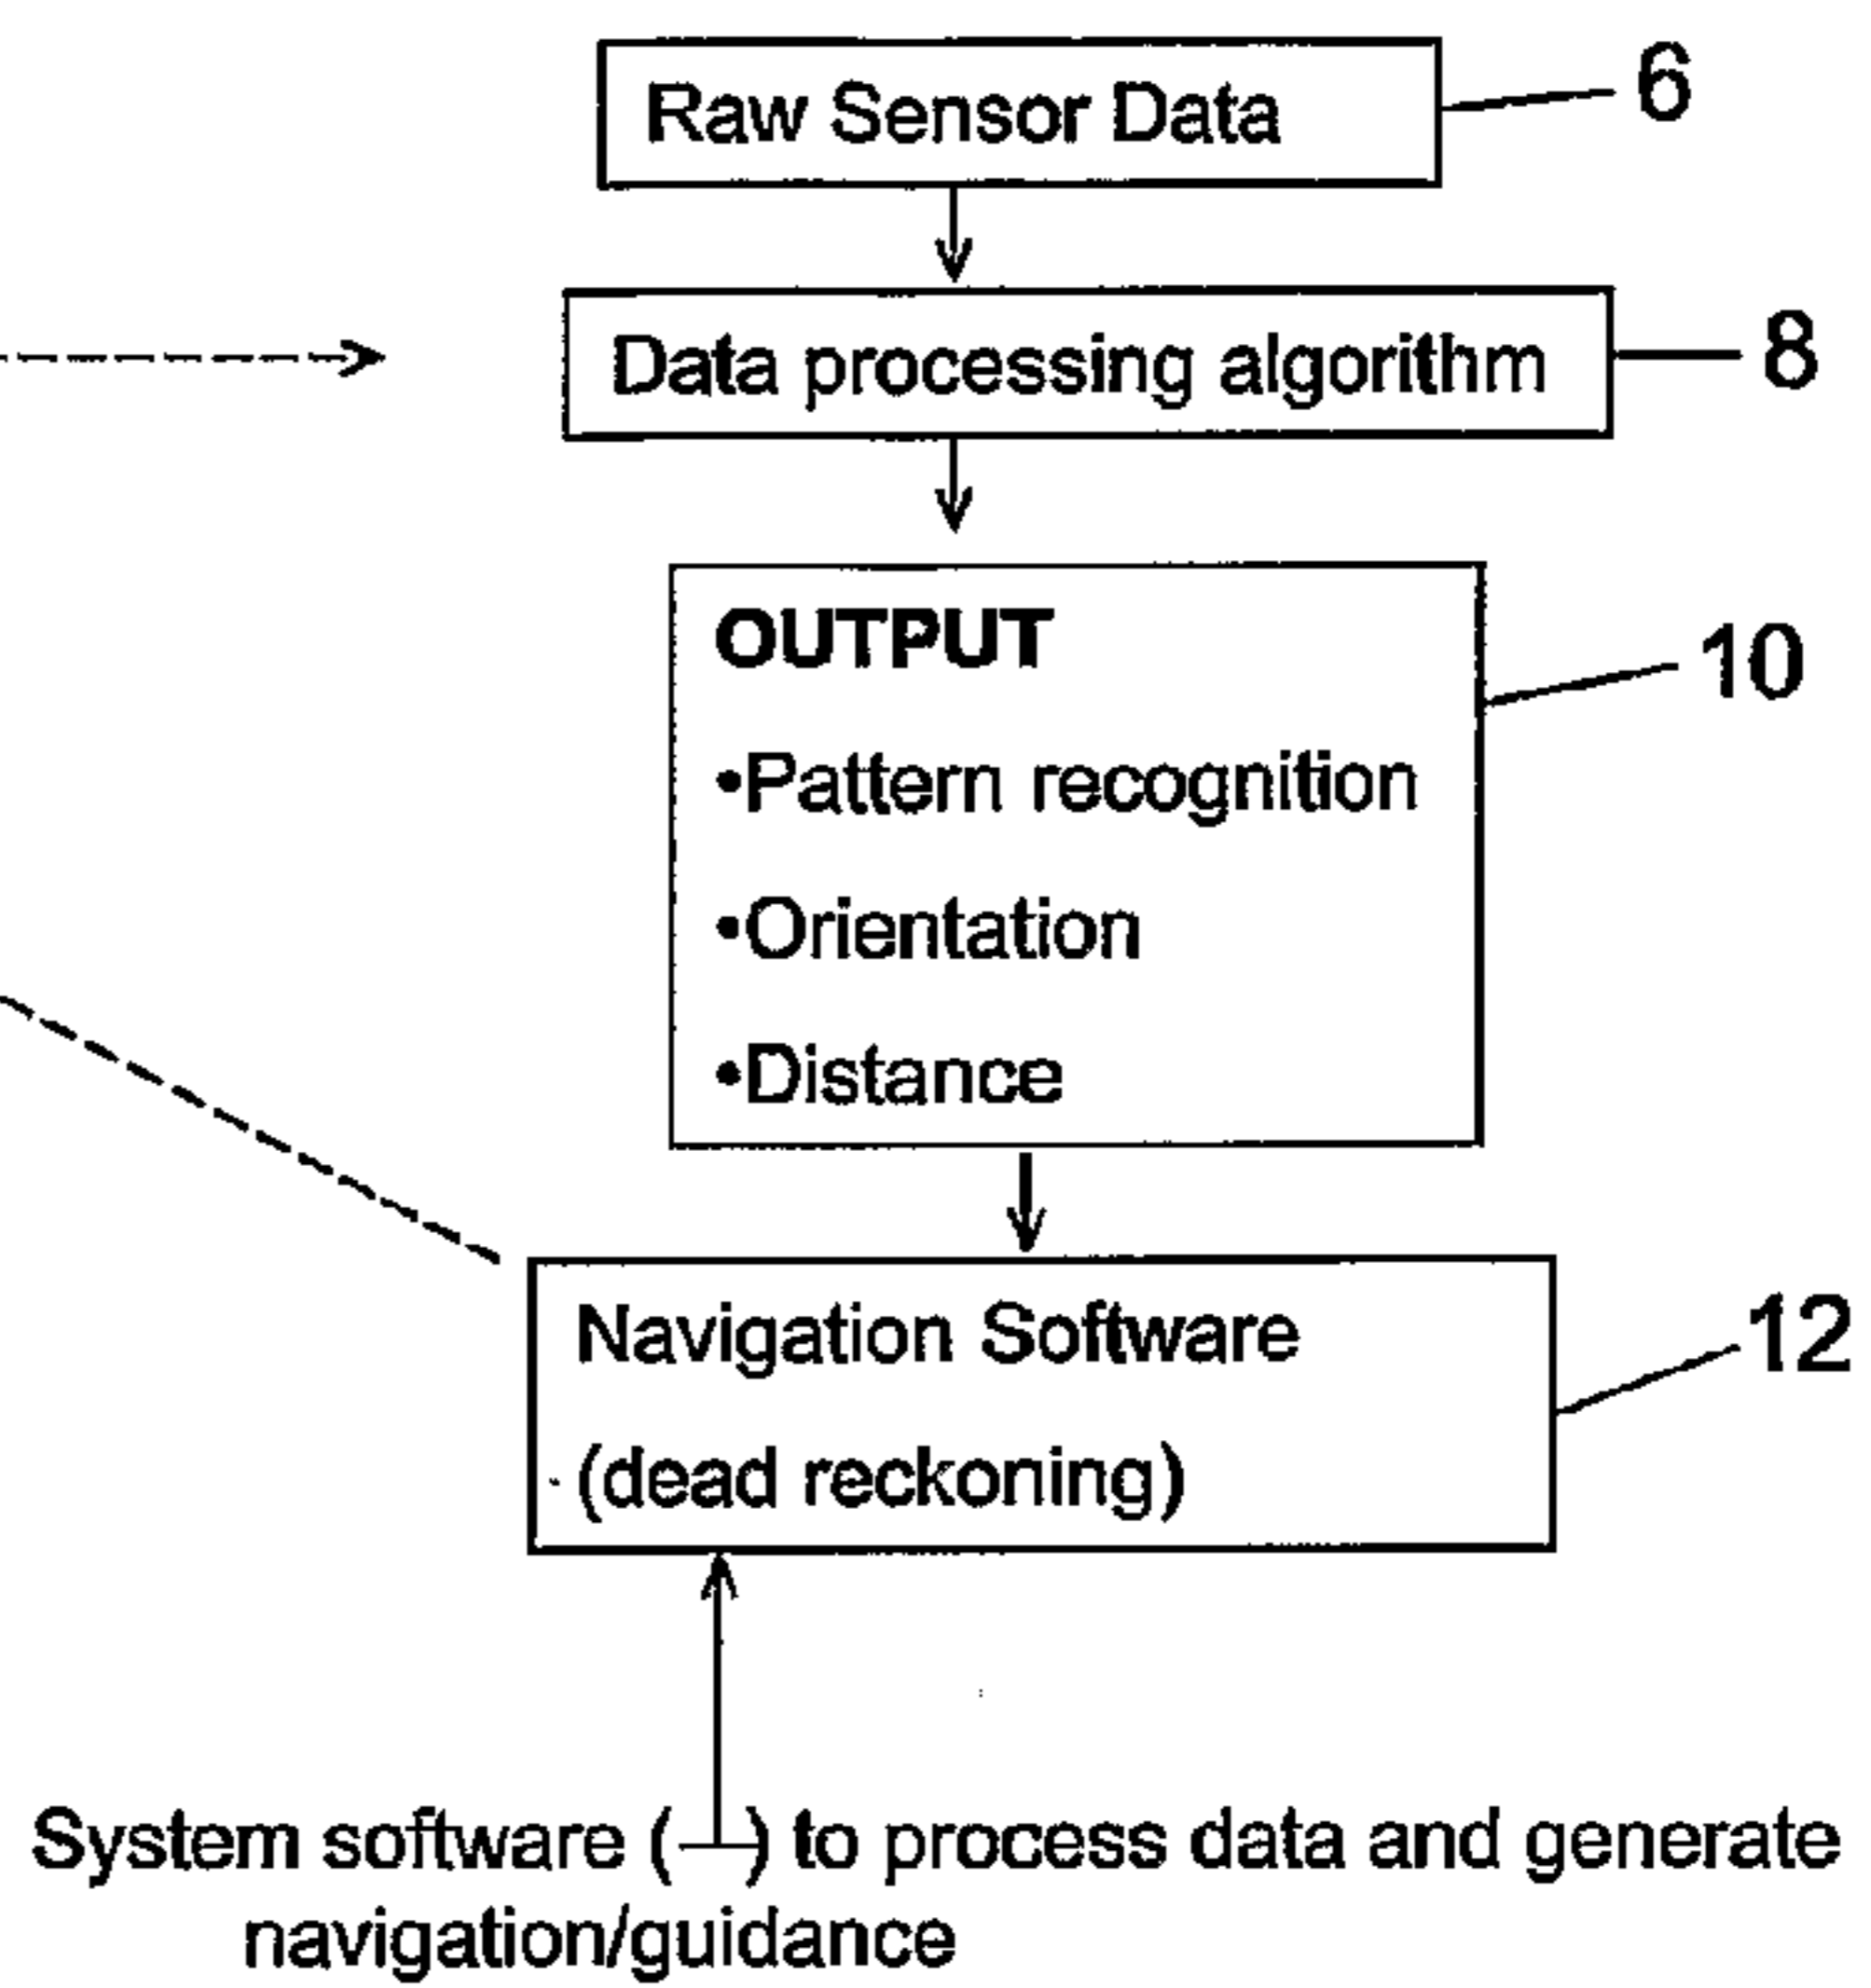 Raw Sensor Data
6
Data processing algorithm
8
OUTPUT
10
•Pattern recognition
•Orientation
•Distance
Navigation Software
12
(dead reckoning)
System software (—) to process data and generate
navigation/guidance